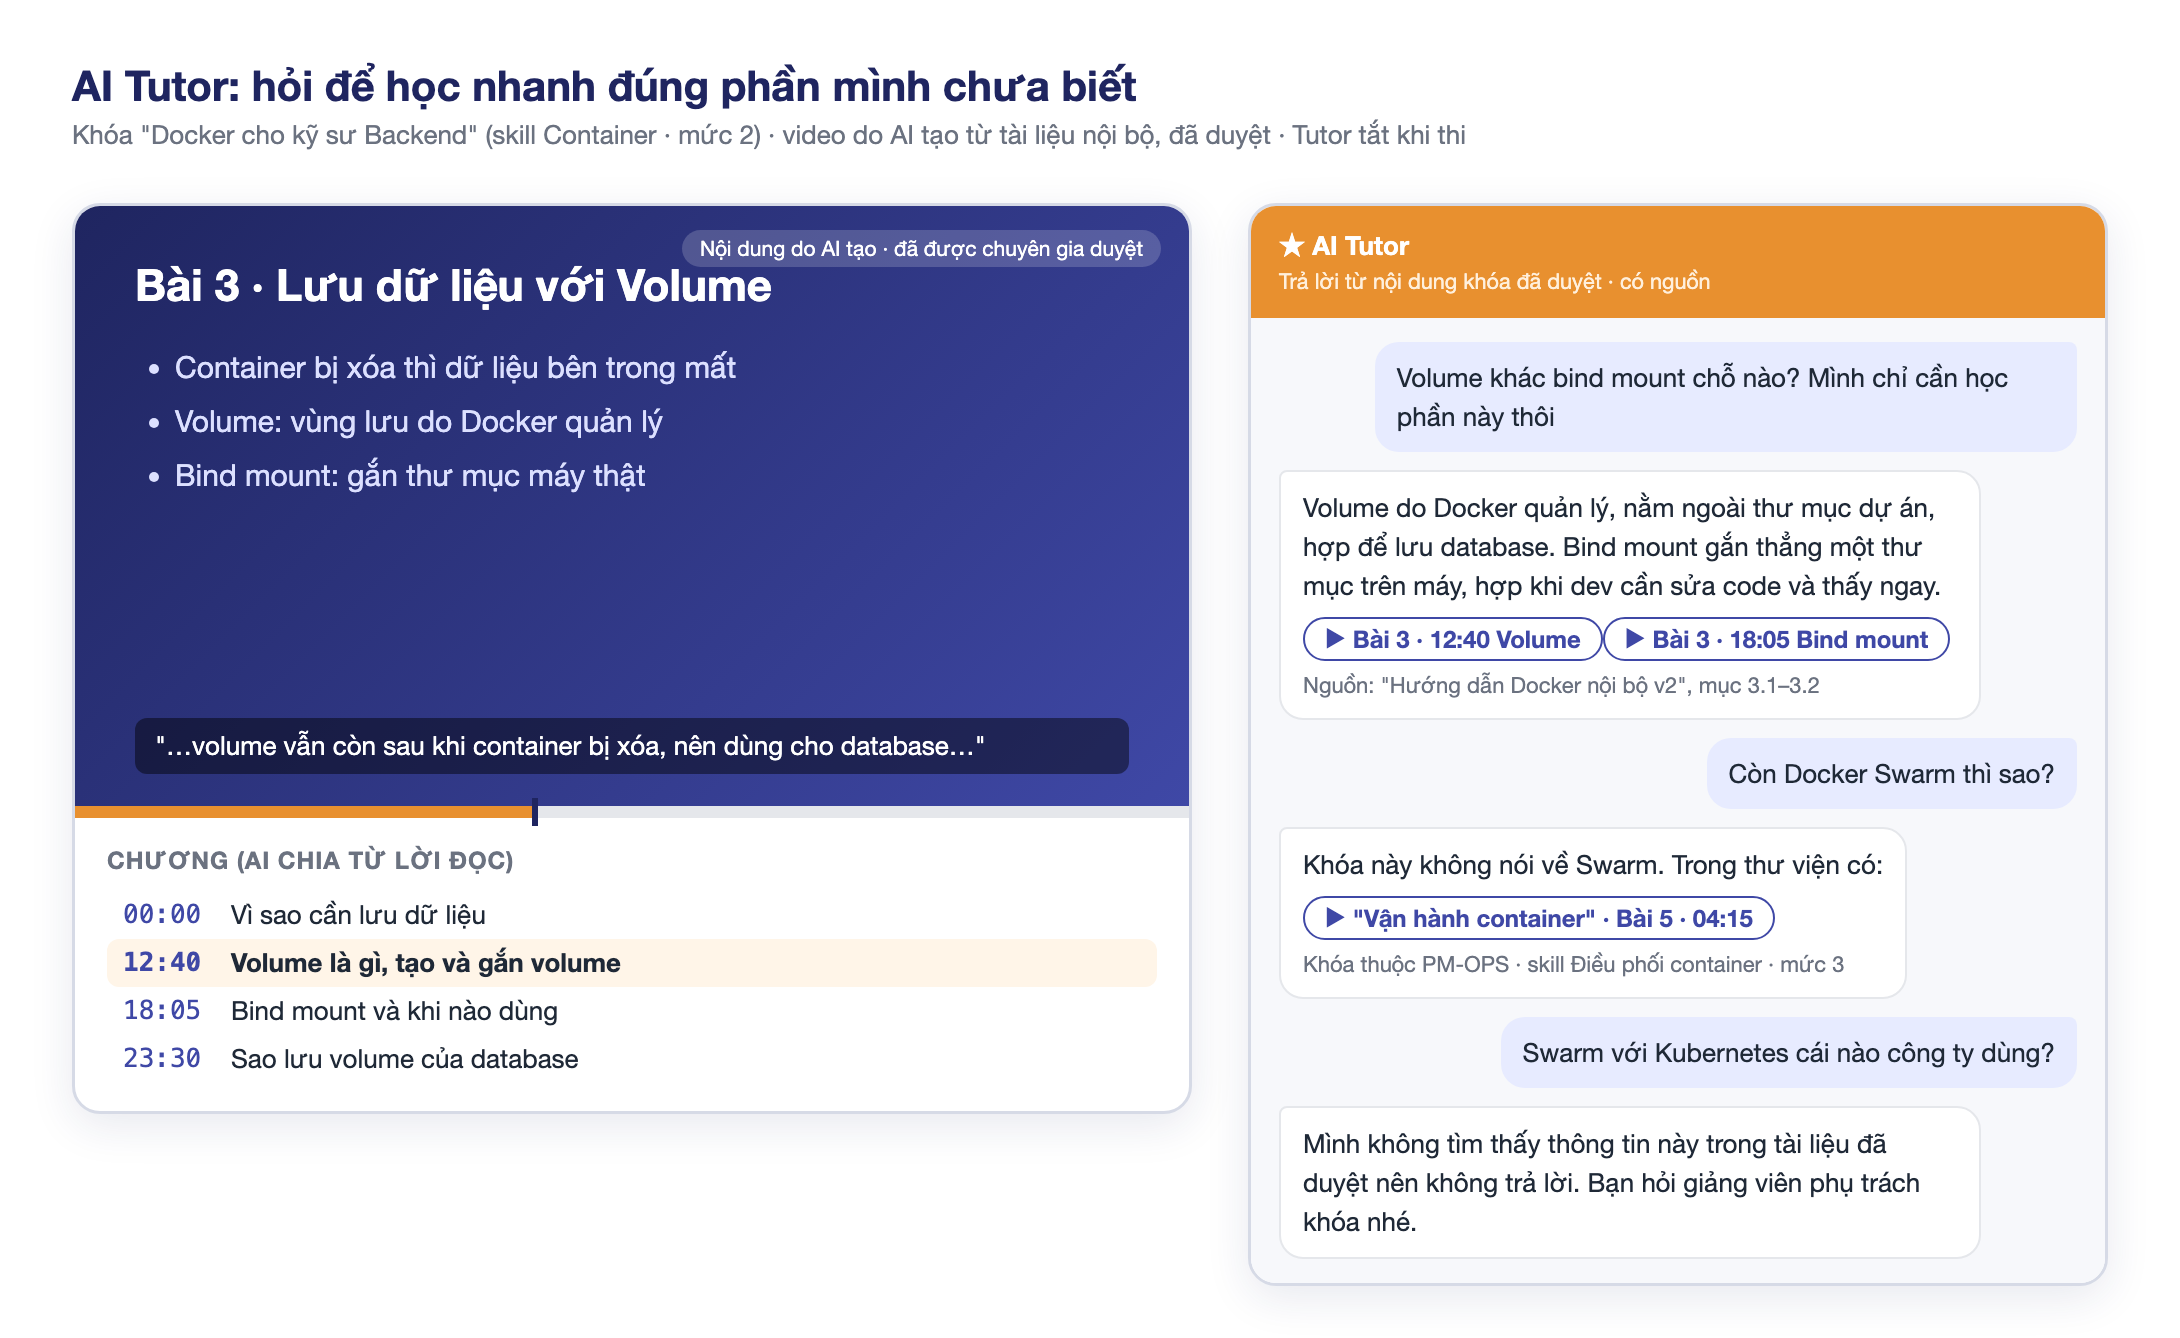 AI Tutor: hỏi để học nhanh đúng phần mình chưa biết
Khóa "Docker cho kỹ sư Backend" (skill Container · mức 2) · video do AI tạo từ tài liệu nội bộ, đã duyệt · Tutor tắt khi thi
Nội dung do AI tạo · đã được chuyên gia duyệt
Bài 3 · Lưu dữ liệu với Volume
• Container bị xóa thì dữ liệu bên trong mất
• Volume: vùng lưu do Docker quản lý
• Bind mount: gắn thư mục máy thật
"...volume vẫn còn sau khi container bị xóa, nên dùng cho database..."
CHƯƠNG (AI CHIA TỪ LỜI ĐỌC)
00:00 Vì sao cần lưu dữ liệu
12:40 Volume là gì, tạo và gắn volume
18:05 Bind mount và khi nào dùng
23:30 Sao lưu volume của database
★ AI Tutor
Trả lời từ nội dung khóa đã duyệt · có nguồn
Volume khác bind mount chỗ nào? Mình chỉ cần học
phần này thôi
Volume do Docker quản lý, nằm ngoài thư mục dự án,
hợp để lưu database. Bind mount gắn thẳng một thư
mục trên máy, hợp khi dev cần sửa code và thấy ngay.
▶ Bài 3 · 12:40 Volume ▶ Bài 3 · 18:05 Bind mount
Nguồn: "Hướng dẫn Docker nội bộ v2", mục 3.1–3.2
Còn Docker Swarm thì sao?
Khóa này không nói về Swarm. Trong thư viện có:
▶ "Vận hành container" · Bài 5 · 04:15
Khóa thuộc PM-OPS · skill Điều phối container · mức 3
Swarm với Kubernetes cái nào công ty dùng?
Mình không tìm thấy thông tin này trong tài liệu đã
duyệt nên không trả lời. Bạn hỏi giảng viên phụ trách
khóa nhé.